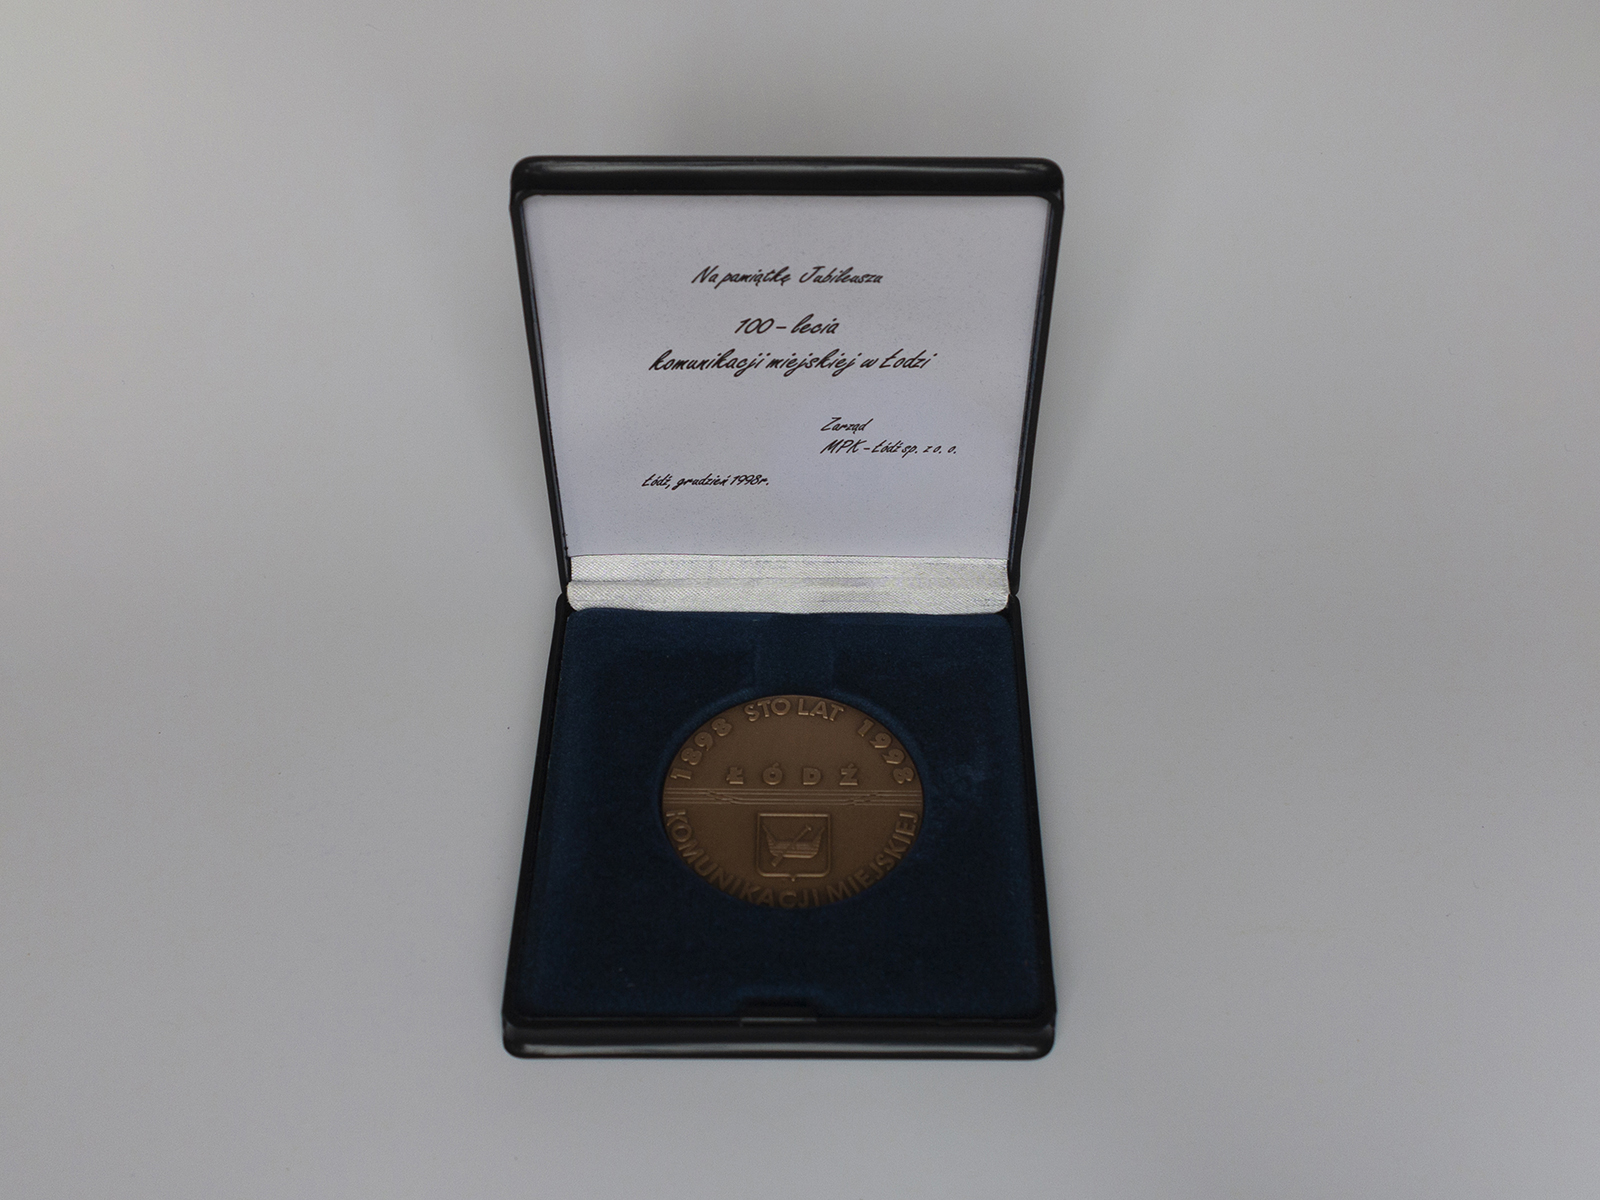 Na pamiątkę Jubileuszu
100-lecia
komunikacji miejskiej w Łodzi
Zarząd
MPK - Łódź sp. z o. o.
Łódź, grudzień 1998r.
1898 STO LAT 1998
ŁÓDŹ
KOMUNIKACJI MIEJSKIEJ